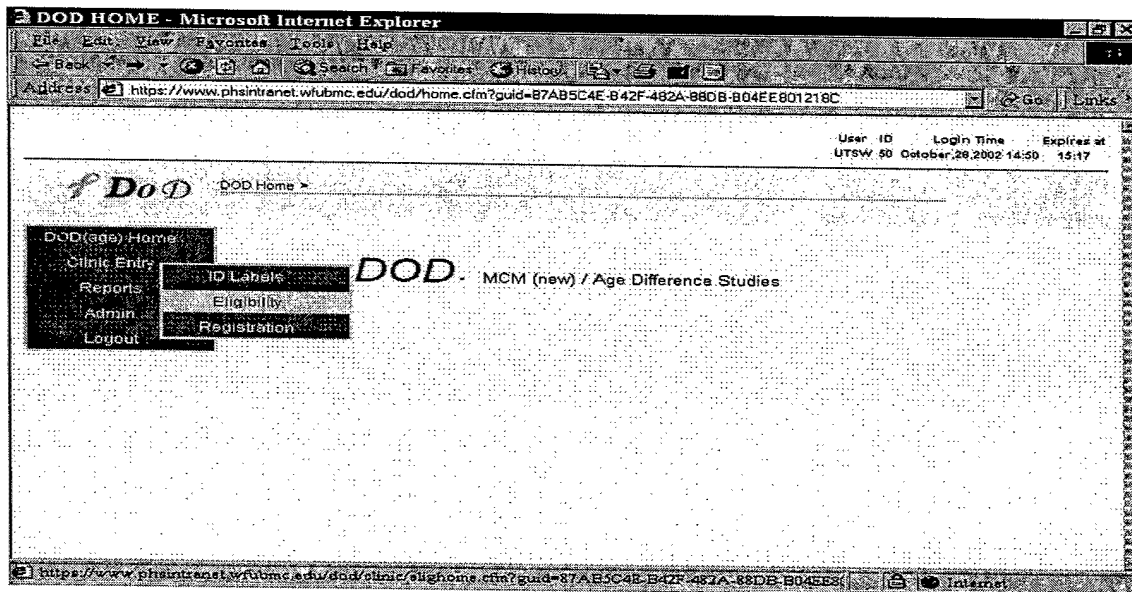 DOD HOME - Microsoft Internet Explorer
File Edit View Favorites Tools Help
Back Search Favorites History
Address https://www.phsintranet.wfubmc.edu/dod/home.cfm?guid=87AB5C4E-B42F-482A-88DB-B04EE801218C Go Links
User ID Login Time Expires at
UTSW 50 October,28,2002 14:50 15:17
DoD DOD Home >
DOD(age) Home
Clinic Entry
ID Labels
Reports
Eligibility
Admin
Registration
Logout
DOD. MCM (new) / Age Difference Studies
https://www.phsintranet.wfubmc.edu/dod/clinic/elighome.cfm?guid=87AB5C4E-B42F-482A-88DB-B04EE8 Internet